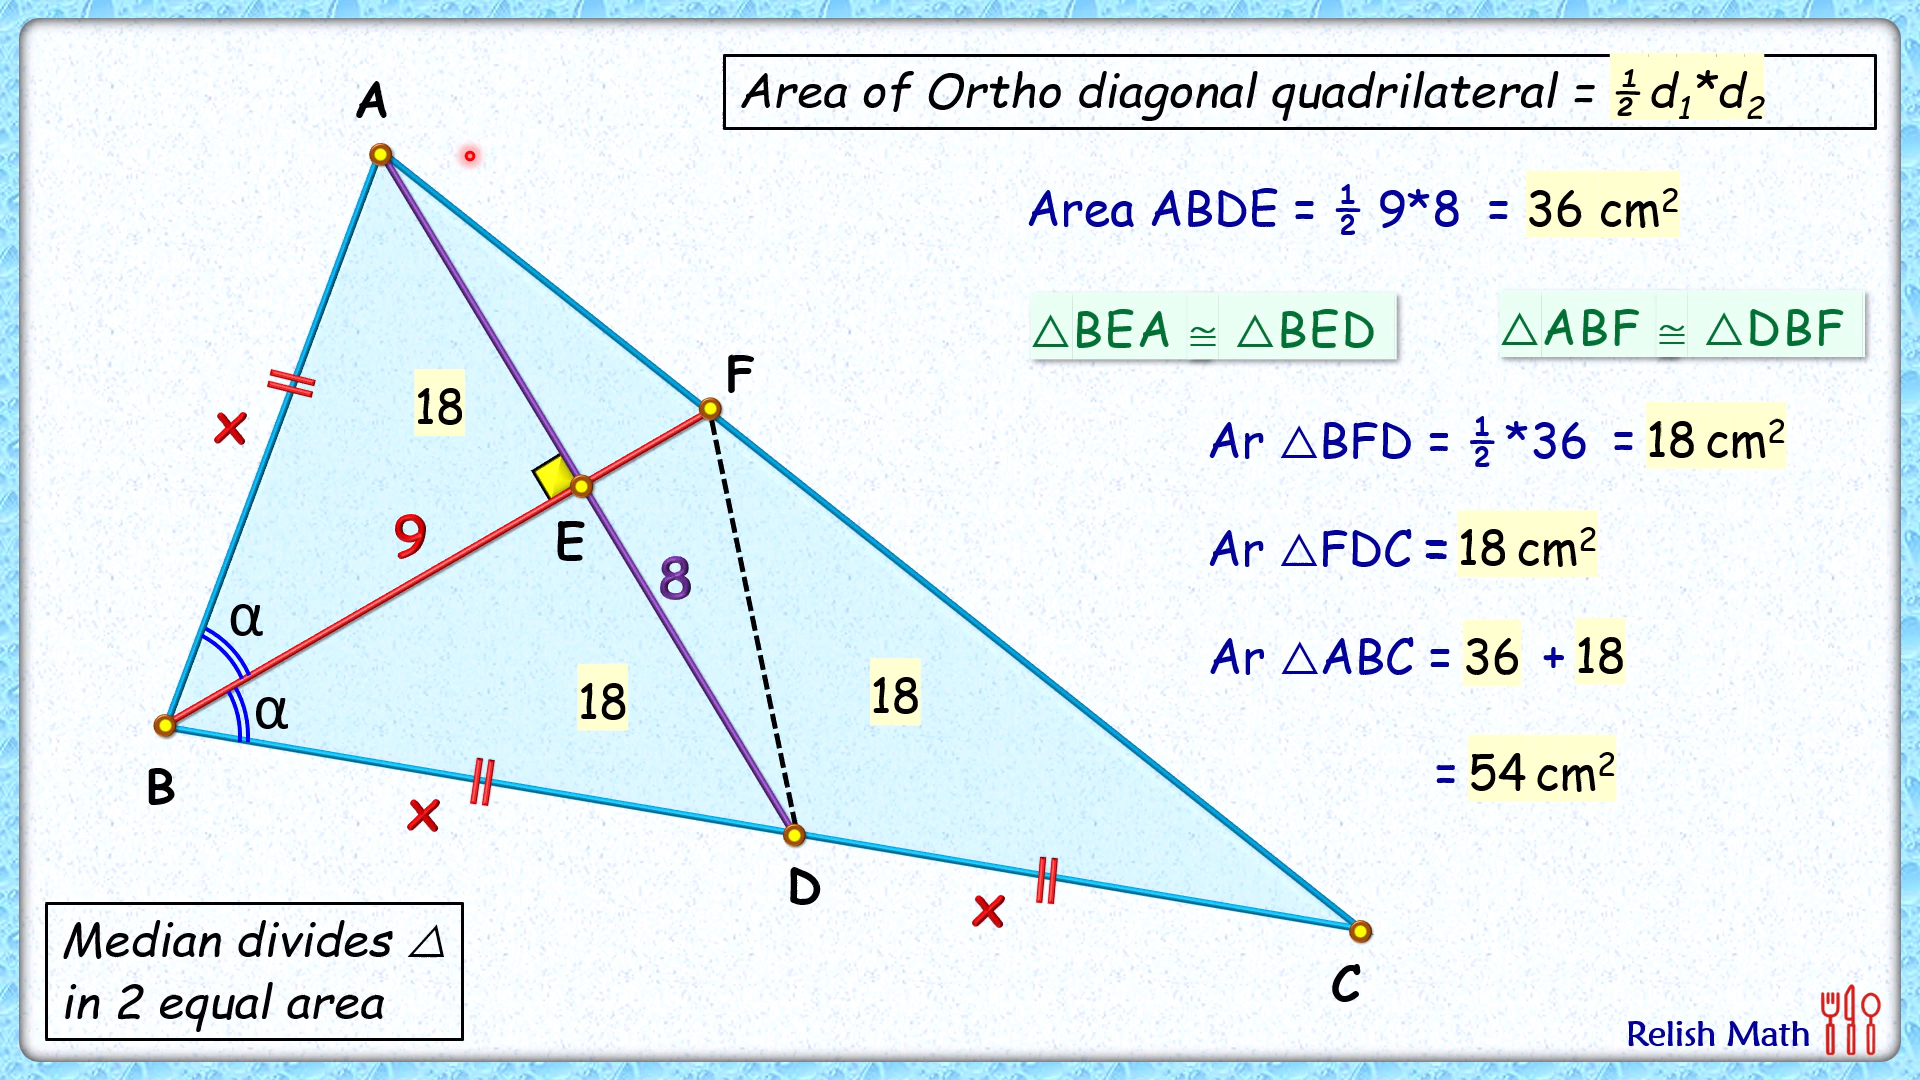 Area of Ortho diagonal quadrilateral = ½ d₁*d₂
A
Area ABDE = ½ 9*8 = 36 cm²
△BEA ≅ △BED
△ABF ≅ △DBF
F
18
x
Ar △BFD = ½ *36 = 18 cm²
9
E
8
Ar △FDC = 18 cm²
α
α
18
18
Ar △ABC = 36 + 18
B
x
= 54 cm²
D
x
C
Median divides △
in 2 equal area
Relish Math